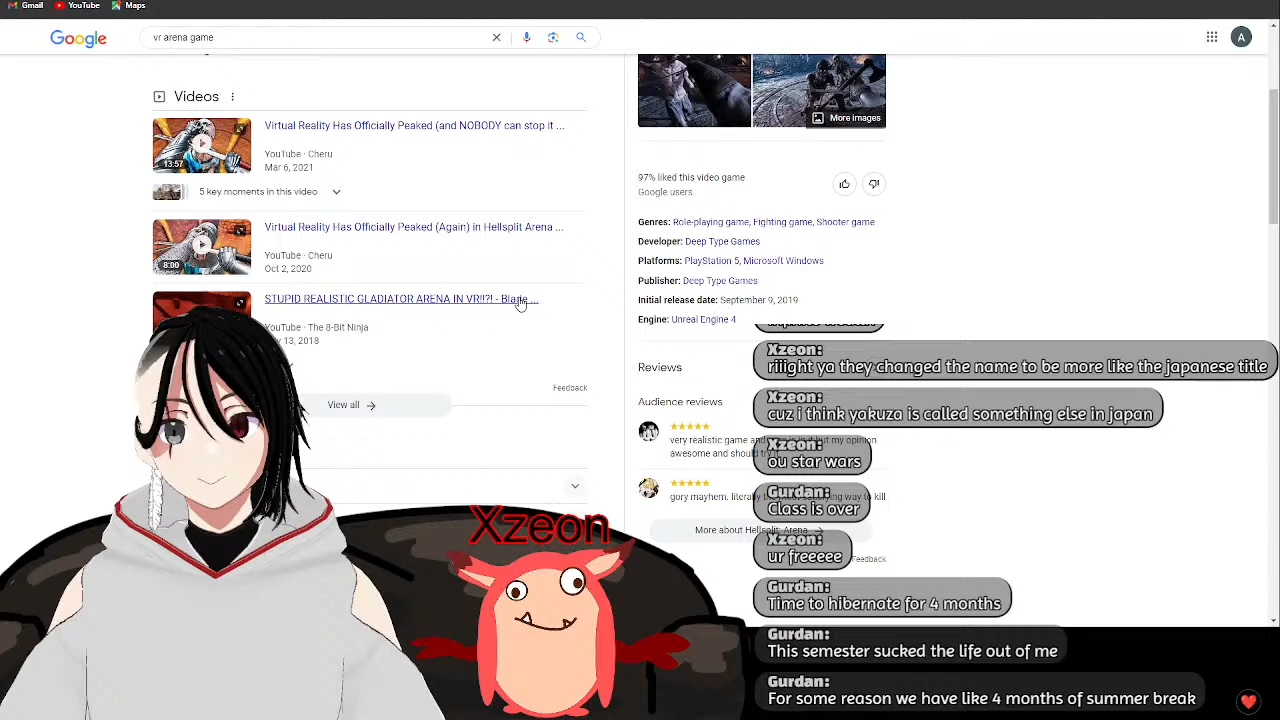 Gmail YouTube Maps
Google vr arena game A
Videos
Virtual Reality Has Officially Peaked (and NOBODY can stop it ...
13:57
YouTube · Cheru
Mar 6, 2021
5 key moments in this video
Virtual Reality Has Officially Peaked (Again) in Hellsplit Arena ...
8:00
YouTube · Cheru
Oct 2, 2020
STUPID REALISTIC GLADIATOR ARENA IN VR!!?! - Blade ...
YouTube · The 8-Bit Ninja
13, 2018
Feedback
View all
More images
97% liked this video game
Google users
Genres: Role-playing game, Fighting game, Shooter game
Developer: Deep Type Games
Platforms: PlayStation 5, Microsoft Windows
Publisher: Deep Type Games
Initial release date: September 9, 2019
Engine: Unreal Engine 4
Reviews
Audience reviews
very realistic game and my opinion
awesome and should try it
gory mayhem. literally way to kill
More about Hellsplit: Arena
Feedback
Xzeon:
riiight ya they changed the name to be more like the japanese title
Xzeon:
cuz i think yakuza is called something else in japan
Xzeon:
ou star wars
Gurdan:
Class is over
Xzeon:
ur freeeee
Gurdan:
Time to hibernate for 4 months
Gurdan:
This semester sucked the life out of me
Gurdan:
For some reason we have like 4 months of summer break
Xzeon